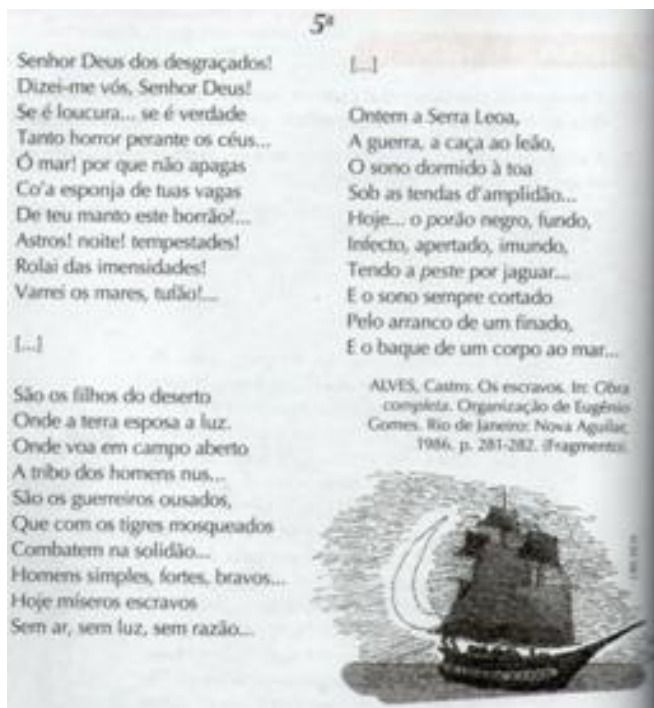 5ª
Senhor Deus dos desgraçados!
Dizei-me vós, Senhor Deus!
Se é loucura... se é verdade
Tanto horror perante os céus...
Ó mar! por que não apagas
Co'a esponja de tuas vagas
De teu manto este borrão?...
Astros! noite! tempestades!
Rolai das imensidades!
Varrei os mares, tufão!...
[...]
São os filhos do deserto
Onde a terra esposa a luz.
Onde voa em campo aberto
A tribo dos homens nus...
São os guerreiros ousados,
Que com os tigres mosqueados
Combatem na solidão...
Homens simples, fortes, bravos...
Hoje míseros escravos
Sem ar, sem luz, sem razão...
[...]
Ontem a Serra Leoa,
A guerra, a caça ao leão,
O sono dormido à toa
Sob as tendas d'amplidão...
Hoje... o porão negro, fundo,
Infecto, apertado, imundo,
Tendo a peste por jaguar...
E o sono sempre cortado
Pelo arranco de um finado,
E o baque de um corpo ao mar...
ALVES, Castro. Os escravos. In: Obra
completa. Organização de Eugênio
Gomes. Rio de Janeiro: Nova Aguilar,
1986. p. 281-282. (Fragmento).